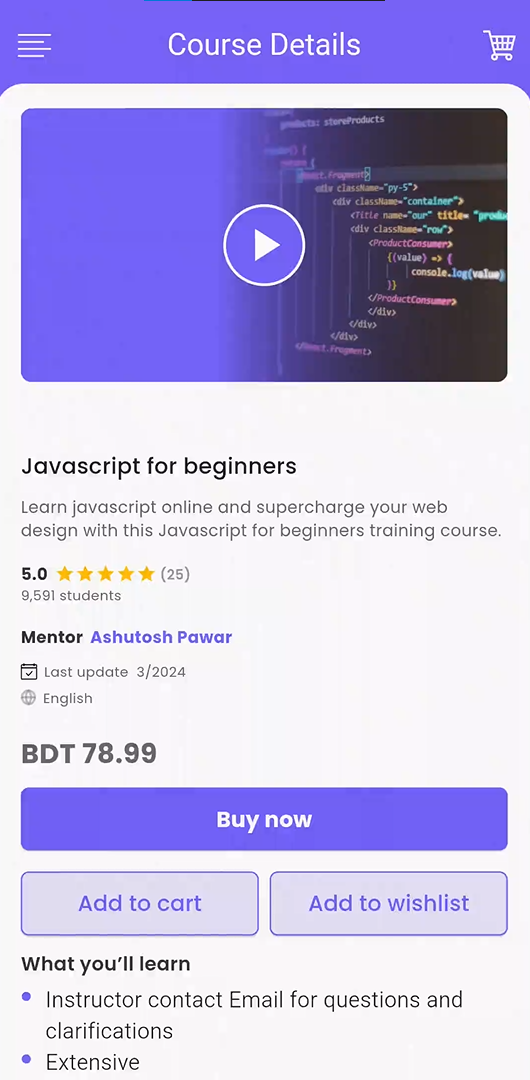 Course Details
products: storeProducts
<React.Fragment>
<div className="py-5">
<div className="container">
<Title name="our" title=
<div className="row">
<ProductConsumer>
{(value) => {
console.log(value)
}}
</ProductConsumer>
</div>
</div>
</div>
</React.Fragment>
Javascript for beginners
Learn javascript online and supercharge your web
design with this Javascript for beginners training course.
5.0 (25)
9,591 students
Mentor Ashutosh Pawar
Last update 3/2024
English
BDT 78.99
Buy now
Add to cart Add to wishlist
What you’ll learn
Instructor contact Email for questions and
clarifications
Extensive